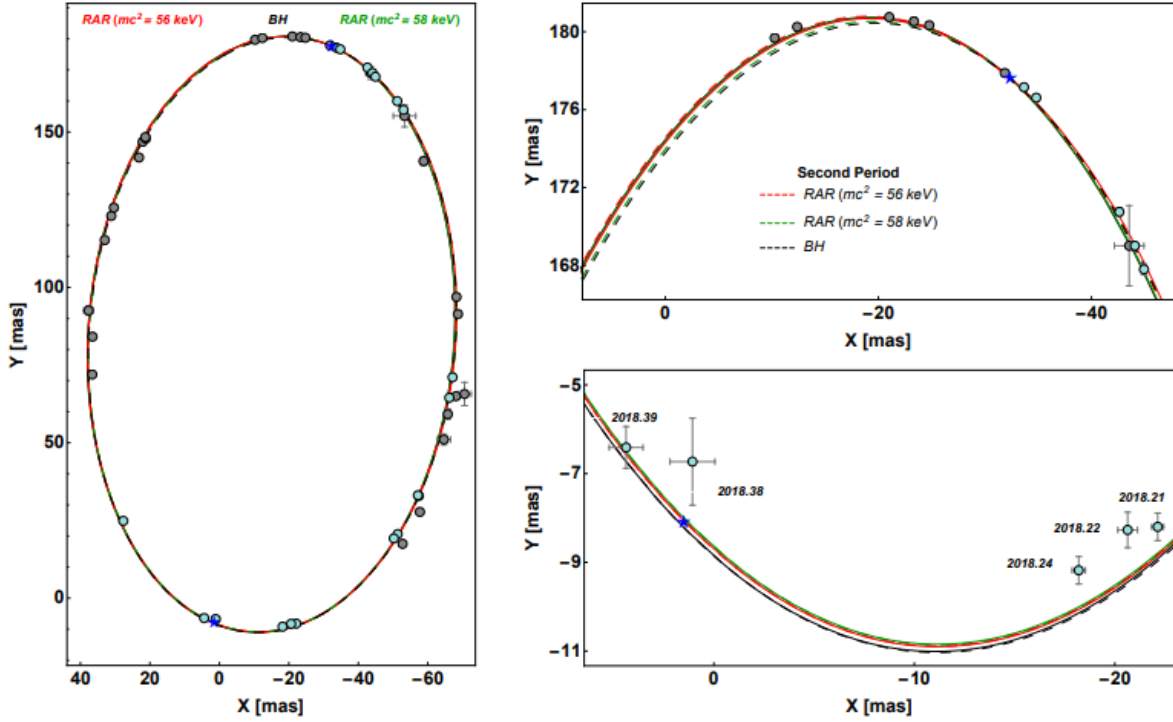 RAR (mc² = 56 keV) BH RAR (mc² = 58 keV)
Y [mas]
150
100
50
0
40 20 0 −20 −40 −60
X [mas]
Y [mas]
180
176
172
168
Second Period
RAR (mc² = 56 keV)
RAR (mc² = 58 keV)
BH
0 −20 −40
X [mas]
Y [mas]
−5
−7
−9
−11
2018.39
2018.38
2018.21
2018.22
2018.24
0 −10 −20
X [mas]